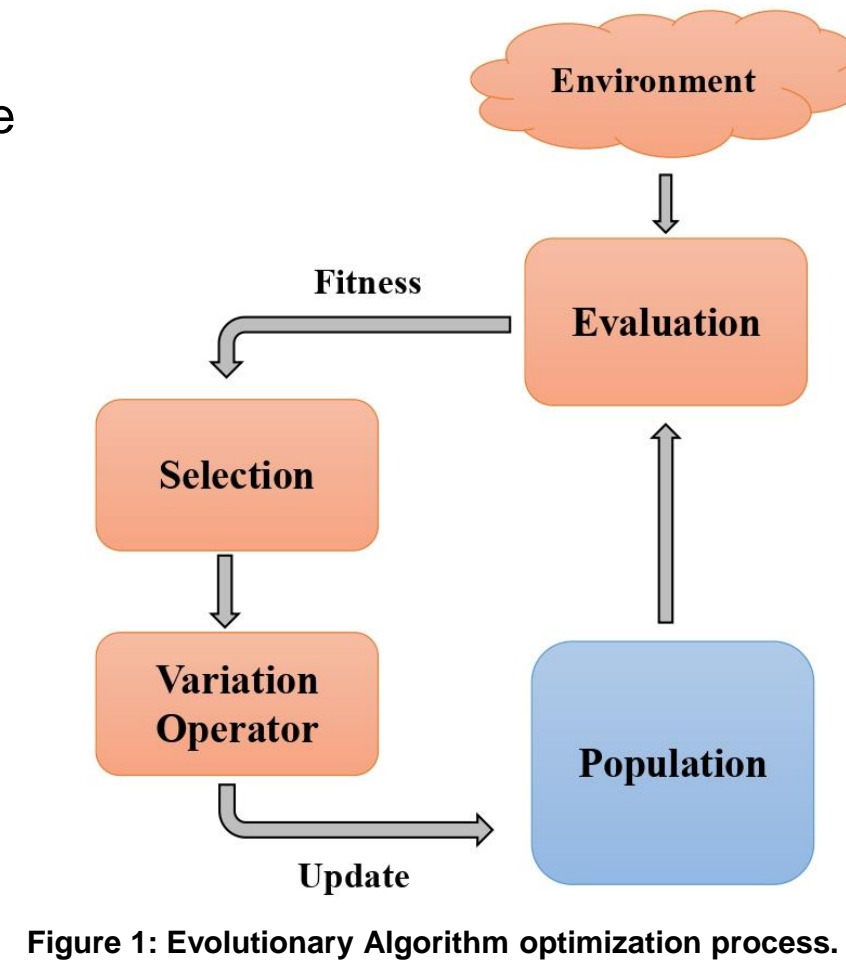 e
Environment
Fitness
Evaluation
Selection
Variation
Operator
Population
Update
Figure 1: Evolutionary Algorithm optimization process.